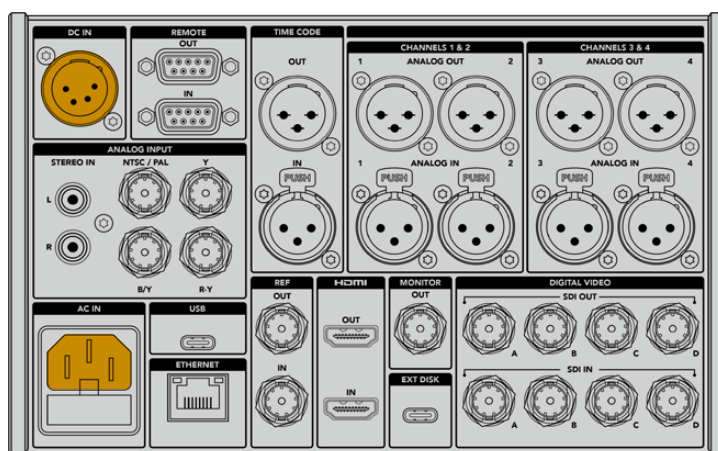 DC IN
REMOTE
OUT
IN
TIME CODE
OUT
IN
PUSH
CHANNELS 1 & 2
1 ANALOG OUT 2
1 ANALOG IN 2
PUSH PUSH
CHANNELS 3 & 4
3 ANALOG OUT 4
3 ANALOG IN 4
PUSH PUSH
ANALOG INPUT
STEREO IN NTSC / PAL Y
L
R
B/Y R-Y
AC IN
USB
ETHERNET
REF
OUT
IN
HDMI
OUT
IN
MONITOR
OUT
EXT DISK
DIGITAL VIDEO
SDI OUT
A B C D
SDI IN
A B C D